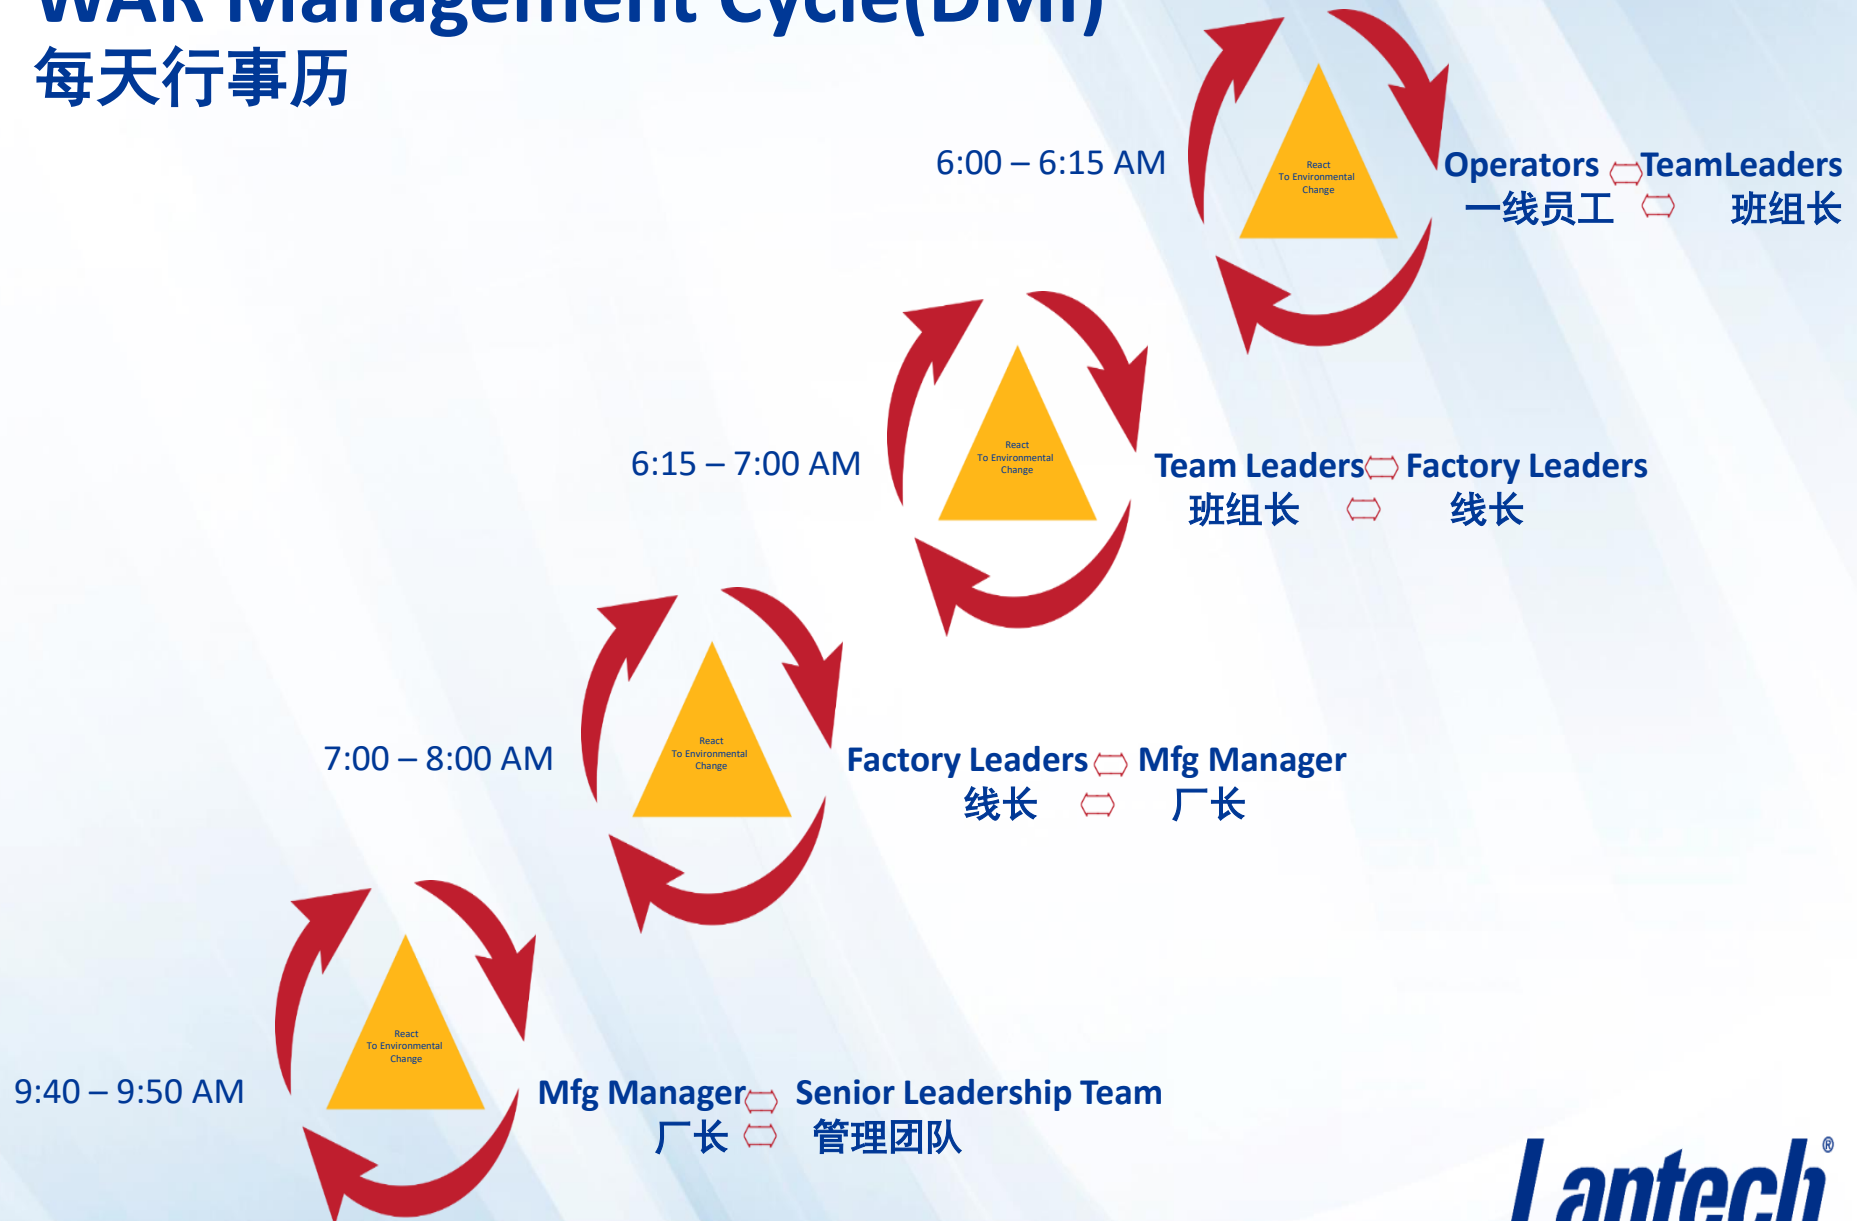 WAR Management Cycle(DMI)
每天行事历
6:00 – 6:15 AM
React
To Environmental
Change
Operators TeamLeaders
一线员工 班组长
6:15 – 7:00 AM
React
To Environmental
Change
Team Leaders Factory Leaders
班组长 线长
7:00 – 8:00 AM
React
To Environmental
Change
Factory Leaders Mfg Manager
线长 厂长
9:40 – 9:50 AM
React
To Environmental
Change
Mfg Manager Senior Leadership Team
厂长 管理团队
Lantech®